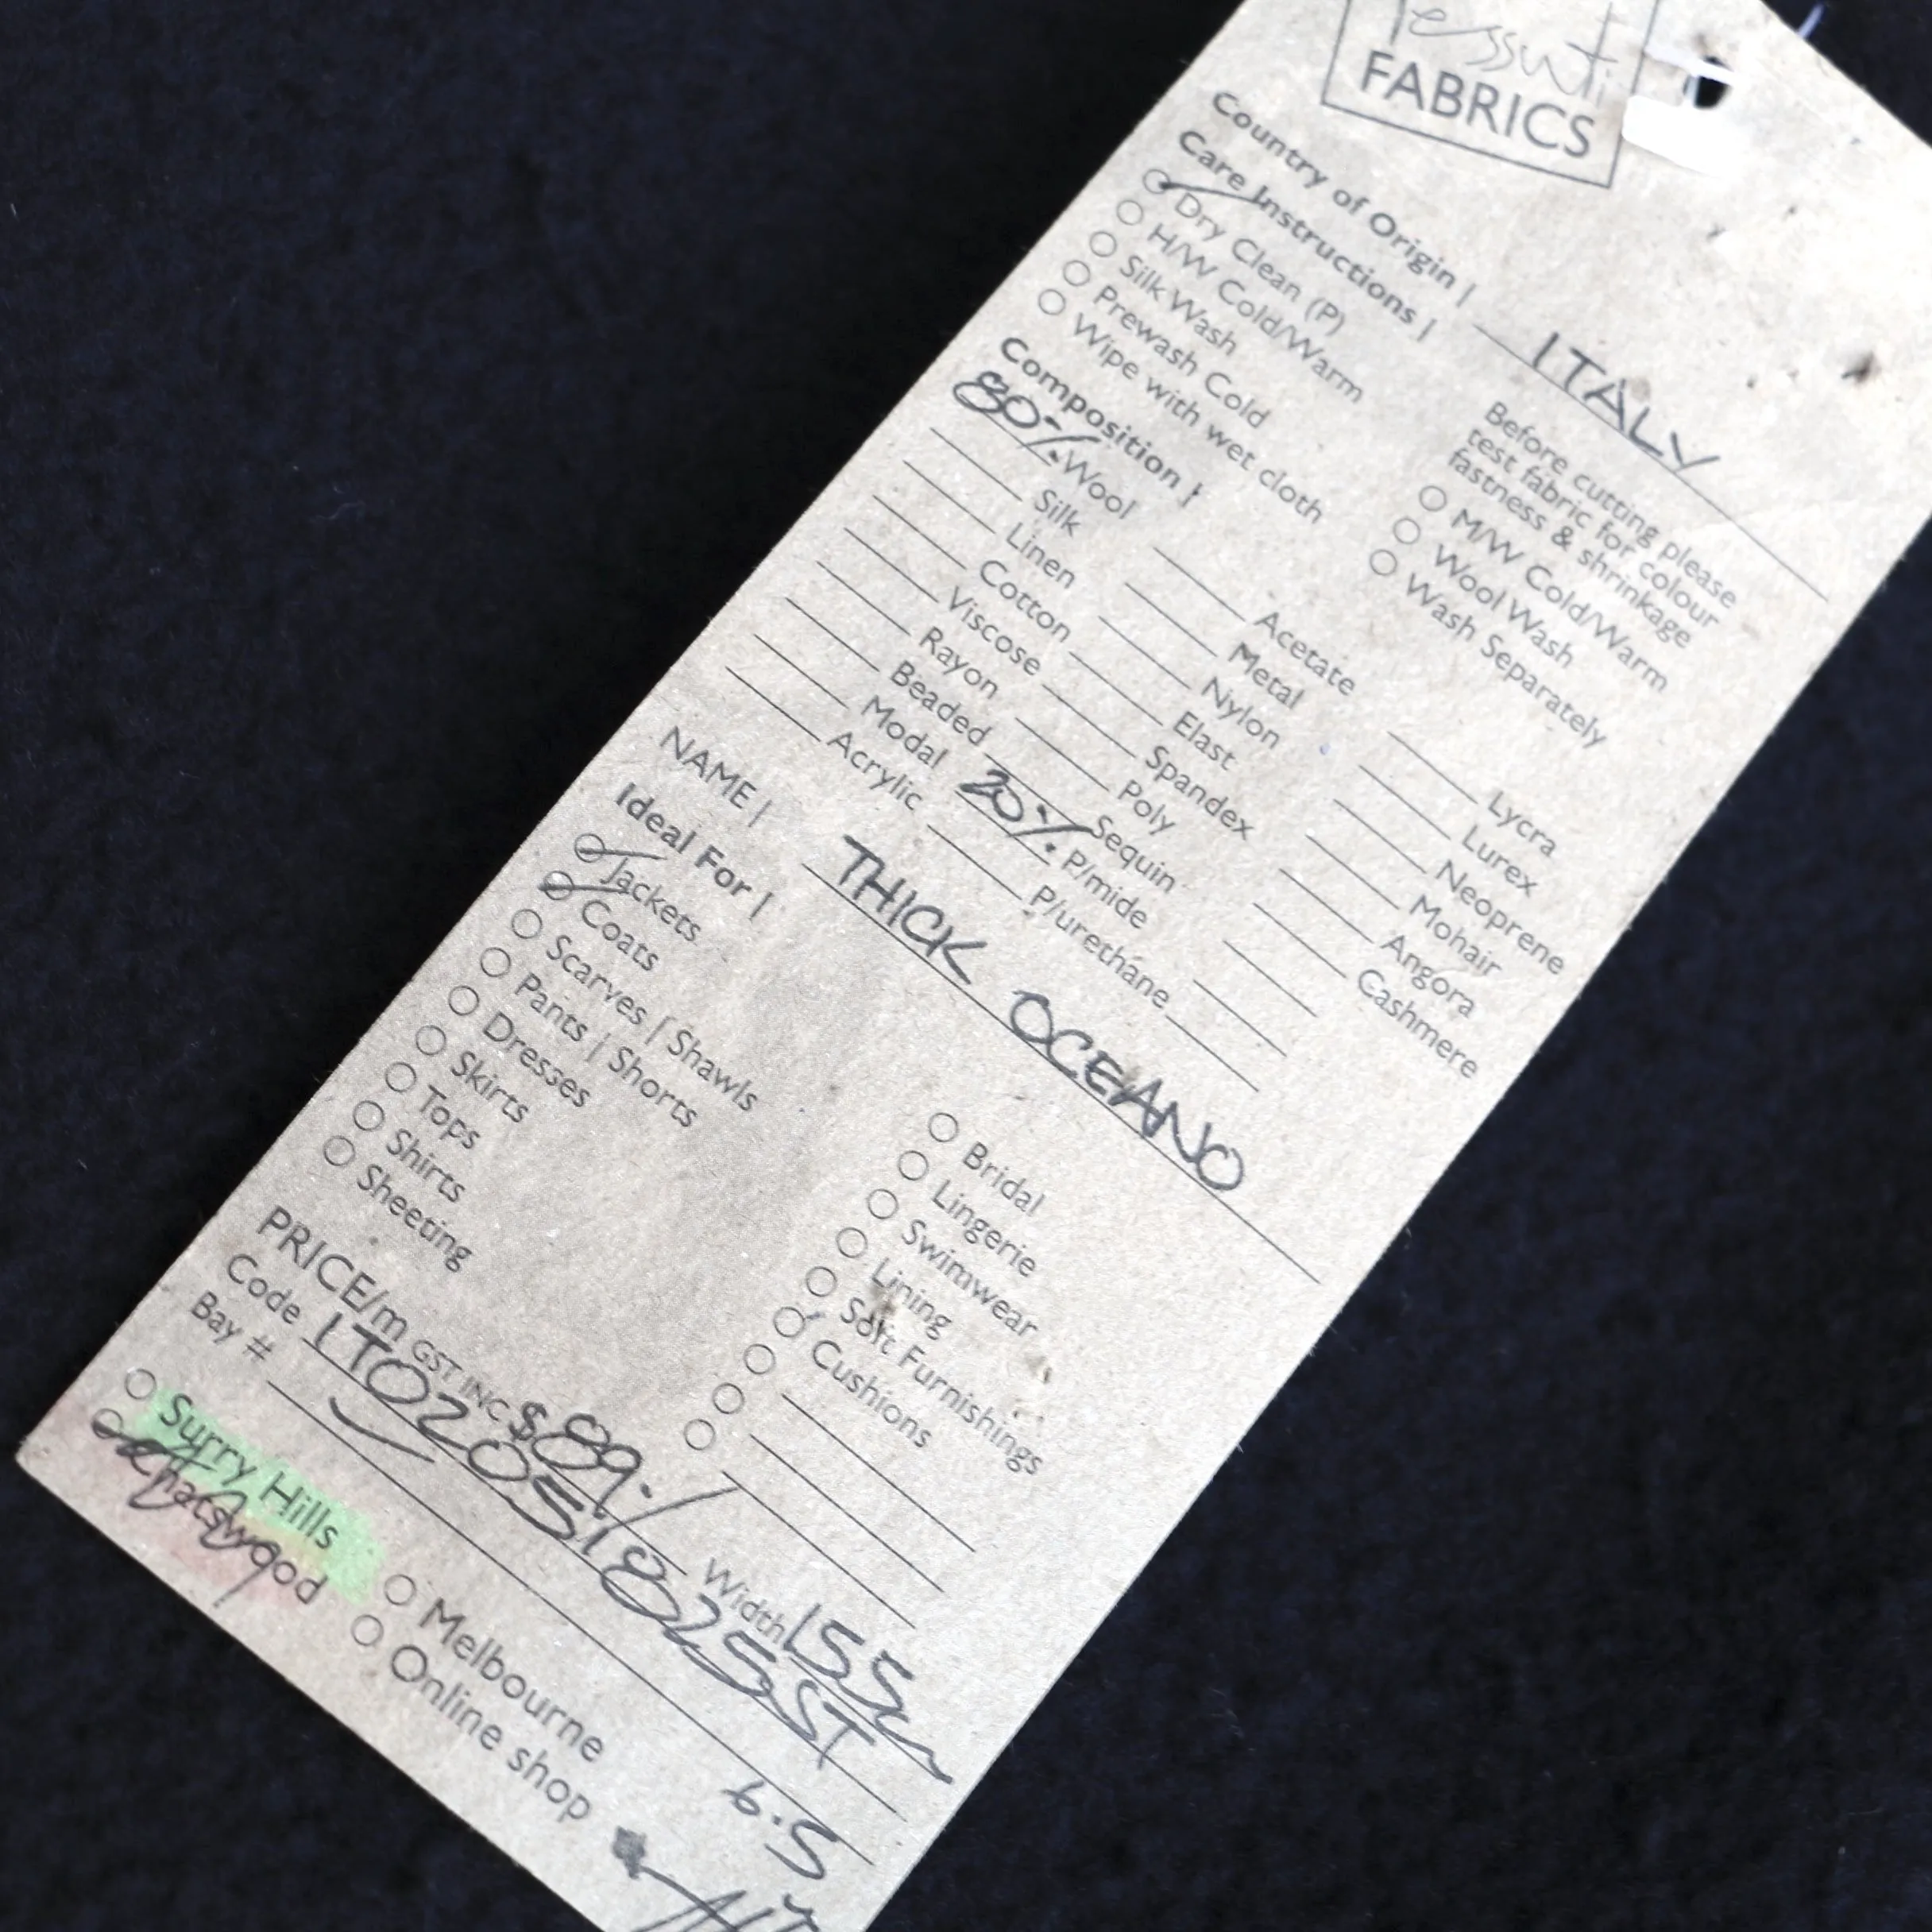 Tessuti
FABRICS
Country of Origin | ITALY
Care Instructions |
Dry Clean (P)
H/W Cold/Warm
Silk Wash
Prewash Cold
Wipe with wet cloth
Before cutting please
test fabric for colour
fastness & shrinkage
M/W Cold/Warm
Wool Wash
Wash Separately
Composition |
80% Wool
Silk
Linen
Cotton
Viscose
Rayon
Beaded
Modal
Acrylic
Acetate
Metal
Nylon
Elast
Spandex
Poly
Sequin
20% P/mide
P/urethane
Lycra
Lurex
Neoprene
Mohair
Angora
Cashmere
NAME | THICK OCEANO
Ideal For |
Jackets
Coats
Scarves | Shawls
Pants | Shorts
Dresses
Skirts
Tops
Shirts
Sheeting
Bridal
Lingerie
Swimwear
Lining
Soft Furnishings
Cushions
PRICE/m GST INC $89./ Width 155
Code ITO2051825ST
Bay #
6.5
Surry Hills
Chatswood
Melbourne
Online shop